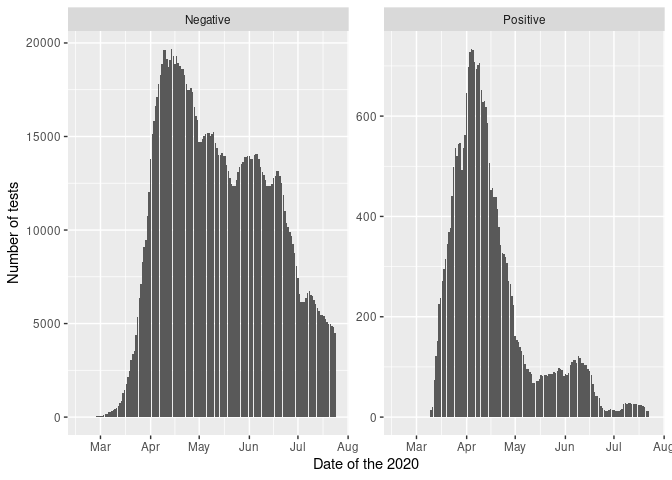 Negative
Positive
20000
15000
10000
5000
0
600
400
200
0
Number of tests
Mar Apr May Jun Jul Aug
Mar Apr May Jun Jul Aug
Date of the 2020